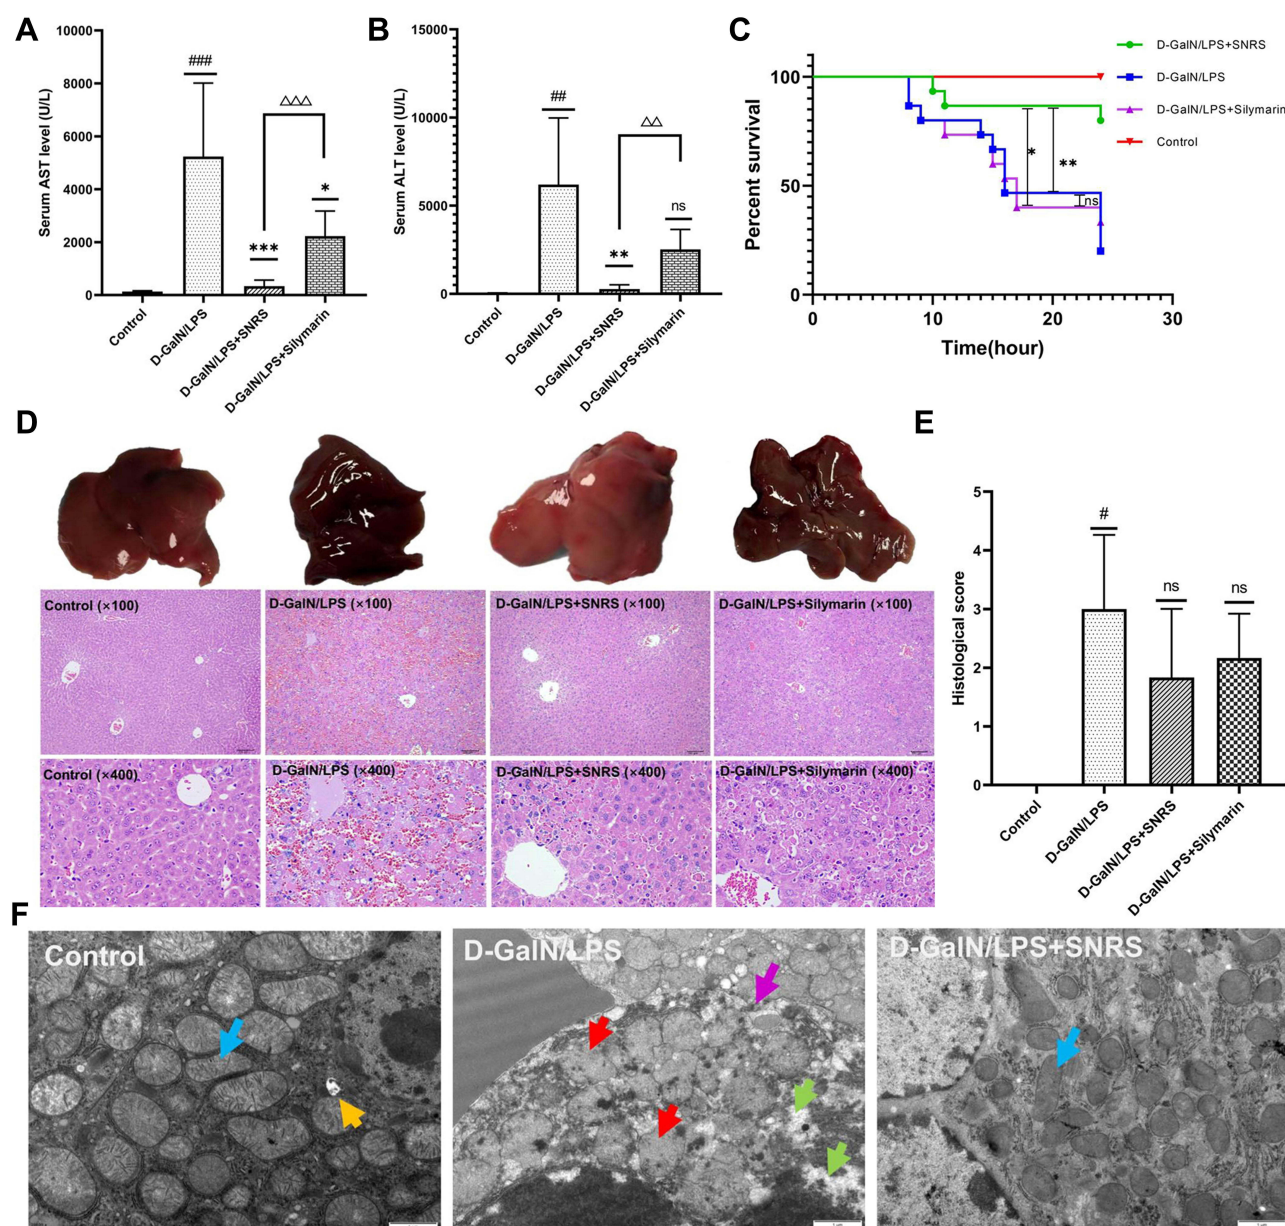 A
Serum AST level (U/L)
10000
8000
6000
4000
2000
0
###
***
△△△
*
Control
D-GalN/LPS
D-GalN/LPS+SNRS
D-GalN/LPS+Silymarin
B
Serum ALT level (U/L)
15000
10000
5000
0
##
**
△△
ns
Control
D-GalN/LPS
D-GalN/LPS+SNRS
D-GalN/LPS+Silymarin
C
Percent survival
100
50
0
0 10 20 30
Time(hour)
*
**
ns
D-GalN/LPS+SNRS
D-GalN/LPS
D-GalN/LPS+Silymarin
Control
D
Control (×100)
D-GalN/LPS (×100)
D-GalN/LPS+SNRS (×100)
D-GalN/LPS+Silymarin (×100)
Control (×400)
D-GalN/LPS (×400)
D-GalN/LPS+SNRS (×400)
D-GalN/LPS+Silymarin (×400)
E
Histological score
5
4
3
2
1
0
#
ns
ns
Control
D-GalN/LPS
D-GalN/LPS+SNRS
D-GalN/LPS+Silymarin
F
Control
D-GalN/LPS
D-GalN/LPS+SNRS